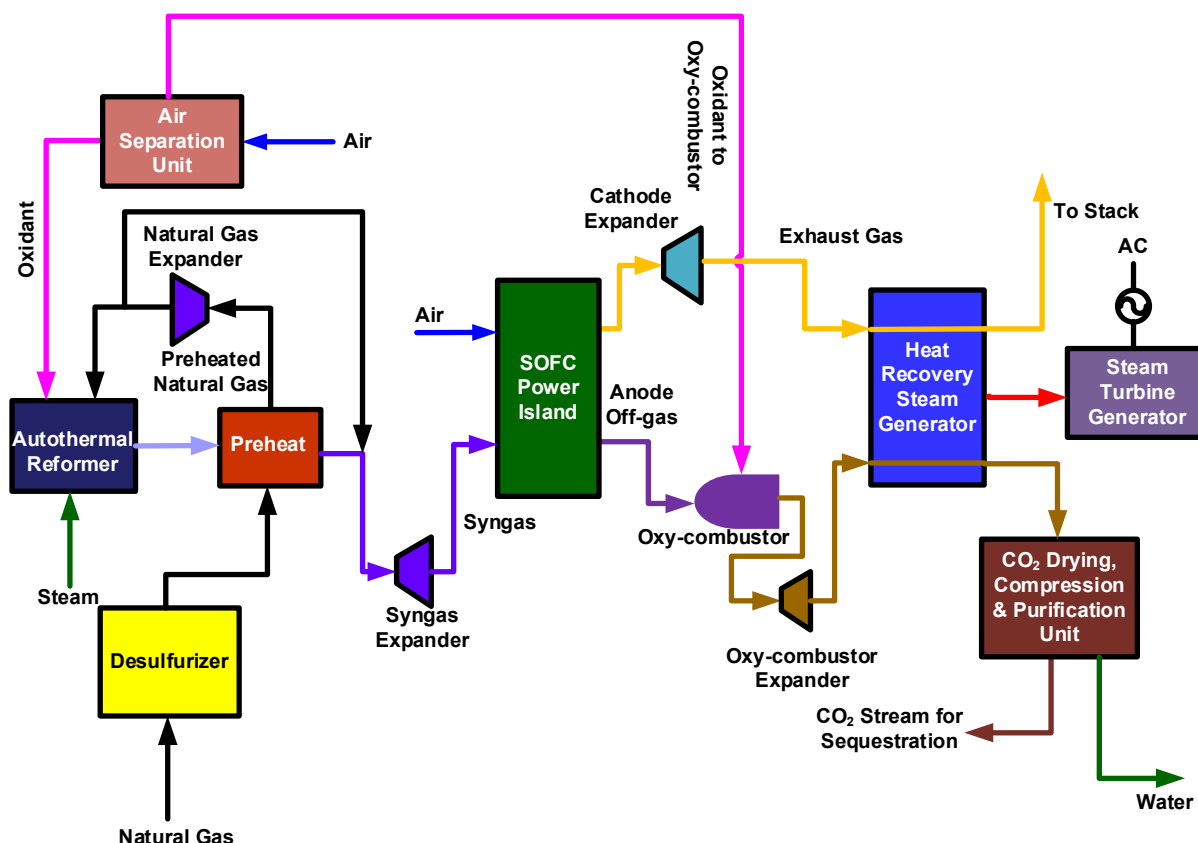 Air
Separation
Unit
Air
Oxidant
Oxidant to
Oxy-combustor
Natural Gas
Expander
Preheated
Natural Gas
Cathode
Expander
Exhaust Gas
To Stack
AC
Air
SOFC
Power
Island
Anode
Off-gas
Heat
Recovery
Steam
Generator
Steam
Turbine
Generator
Autothermal
Reformer
Preheat
Syngas
Oxy-combustor
Steam
Syngas
Expander
Desulfurizer
Oxy-combustor
Expander
CO₂ Drying,
Compression
& Purification
Unit
CO₂ Stream for
Sequestration
Water
Natural Gas